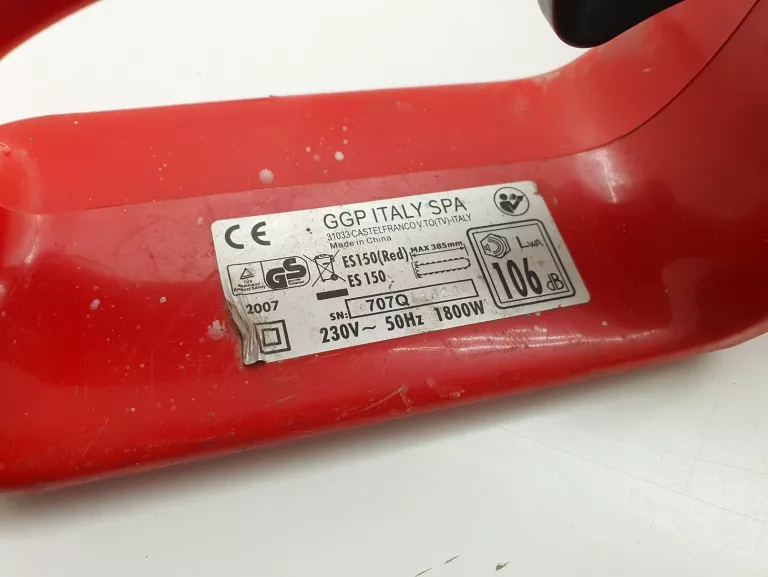 CE
GGP ITALY SPA
31033-CASTELFRANCO V.TO(TV)-ITALY
Made in China
TÜV
GS
ES150(Red)
ES 150
MAX 385mm
LWA
106
dB
2007
SN: 707Q
230V~ 50Hz 1800W